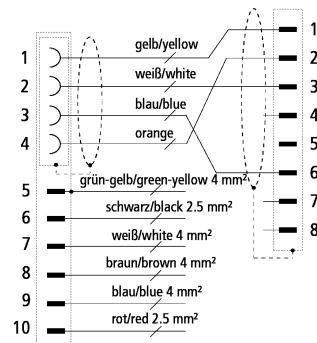 gelb/yellow
weiß/white
blau/blue
orange
grün-gelb/green-yellow 4 mm²
schwarz/black 2.5 mm²
weiß/white 4 mm²
braun/brown 4 mm²
blau/blue 4 mm²
rot/red 2.5 mm²
1
2
3
4
5
6
7
8
9
10
1
2
3
4
5
6
7
8